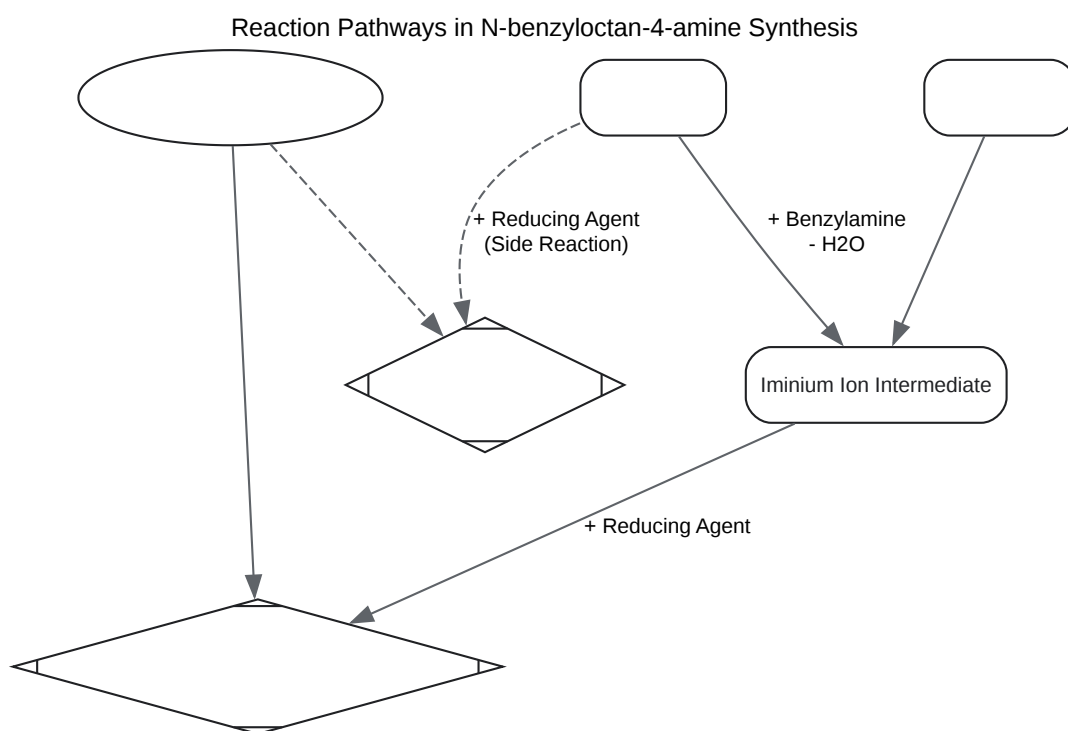 Reaction Pathways in N-benzyloctan-4-amine Synthesis
+ Reducing Agent
(Side Reaction)
+ Benzylamine
- H2O
Iminium Ion Intermediate
+ Reducing Agent